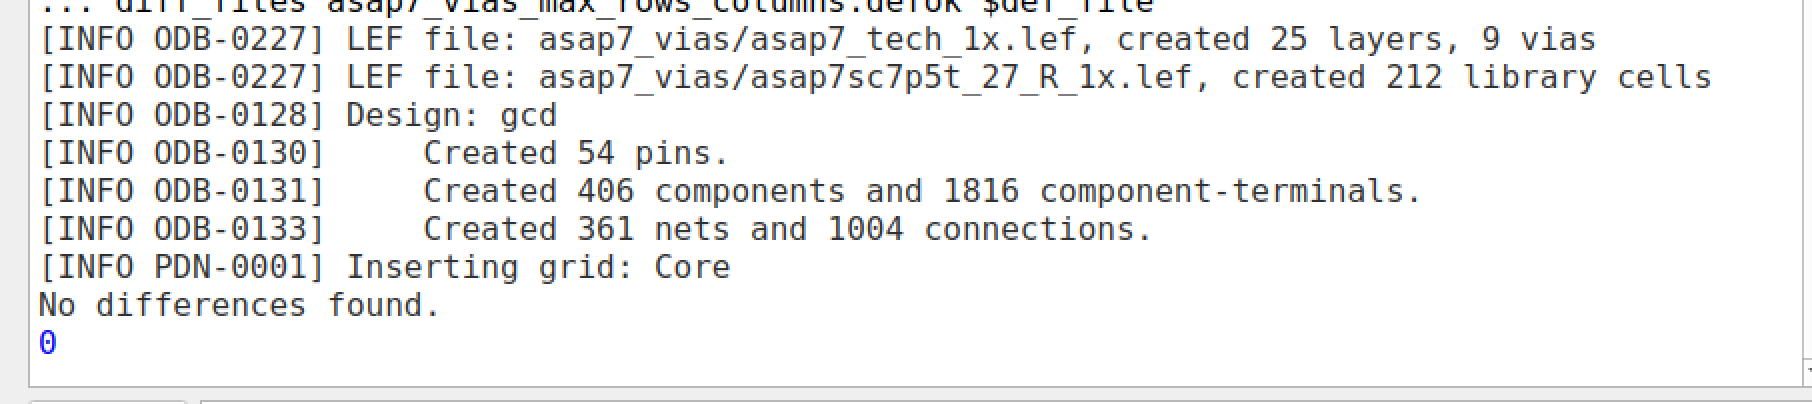 ... diff_files asap7_vias_max_rows_columns.defok $def_file
[INFO ODB-0227] LEF file: asap7_vias/asap7_tech_1x.lef, created 25 layers, 9 vias
[INFO ODB-0227] LEF file: asap7_vias/asap7sc7p5t_27_R_1x.lef, created 212 library cells
[INFO ODB-0128] Design: gcd
[INFO ODB-0130]     Created 54 pins.
[INFO ODB-0131]     Created 406 components and 1816 component-terminals.
[INFO ODB-0133]     Created 361 nets and 1004 connections.
[INFO PDN-0001] Inserting grid: Core
No differences found.
0